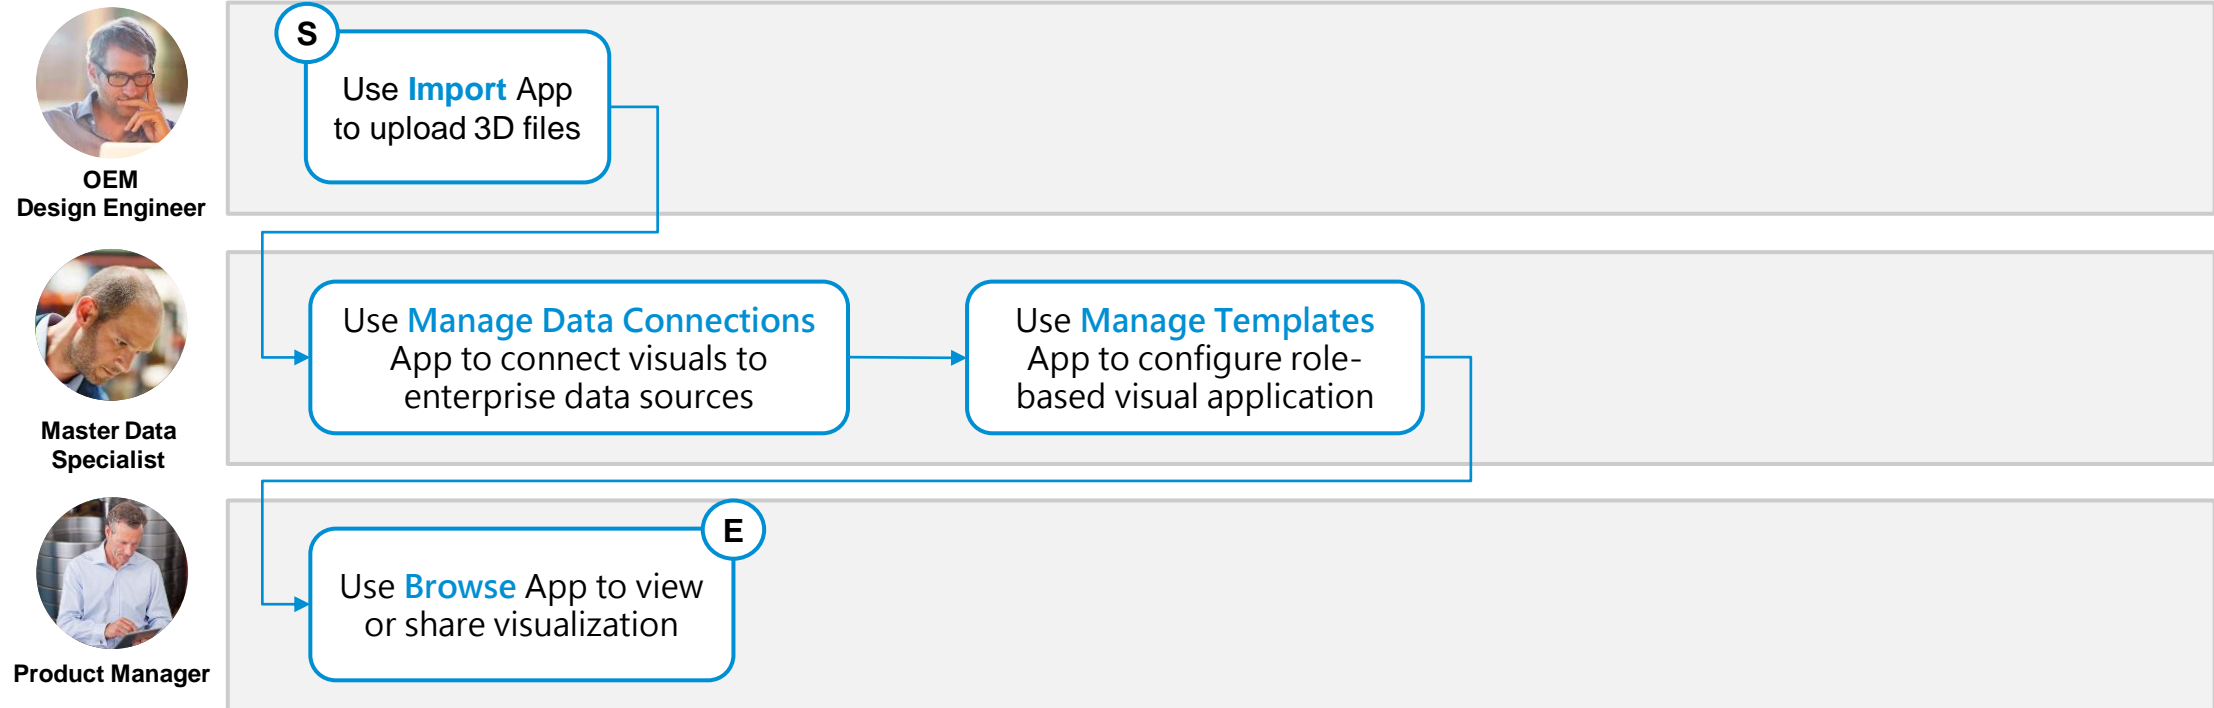 S
Use Import App
to upload 3D files
OEM
Design Engineer
Use Manage Data Connections
App to connect visuals to
enterprise data sources
Use Manage Templates
App to configure role-
based visual application
Master Data
Specialist
E
Use Browse App to view
or share visualization
Product Manager